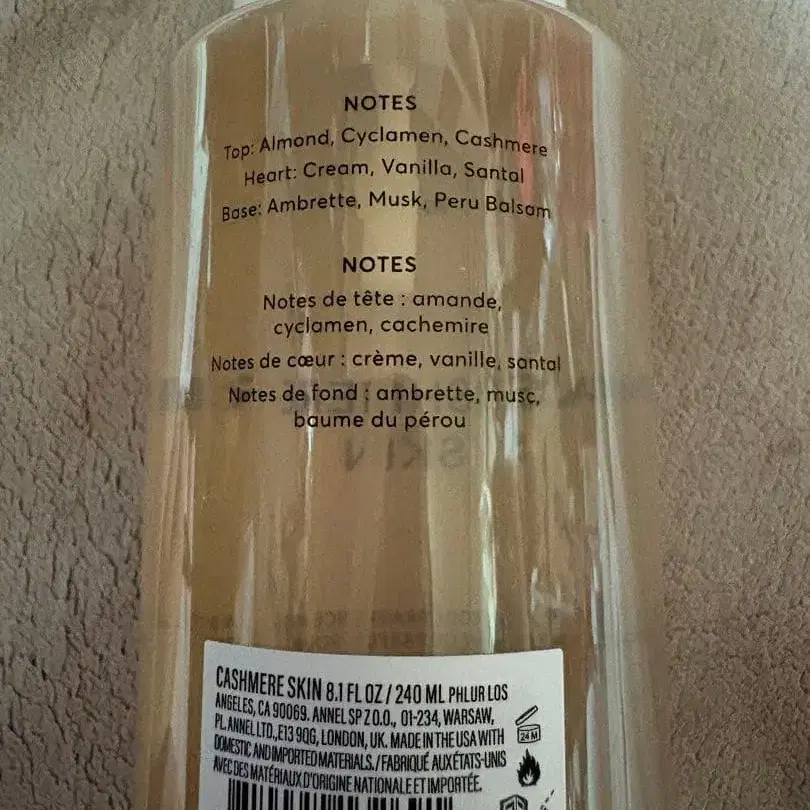 NOTES
Top: Almond, Cyclamen, Cashmere
Heart: Cream, Vanilla, Santal
Base: Ambrette, Musk, Peru Balsam
NOTES
Notes de tête : amande,
cyclamen, cachemire
Notes de cœur : crème, vanille, santal
Notes de fond : ambrette, musc,
baume du pérou
SKIN
CASHMERE SKIN 8.1 FL OZ / 240 ML PHLUR LOS
ANGELES, CA 90069. ANNEL SP Z O.O., 01-234, WARSAW,
PL. ANNEL LTD., E13 9QG, LONDON, UK. MADE IN THE USA WITH
DOMESTIC AND IMPORTED MATERIALS. / FABRIQUÉ AUX ÉTATS-UNIS
AVEC DES MATÉRIAUX D'ORIGINE NATIONALE ET IMPORTÉE.
24 M